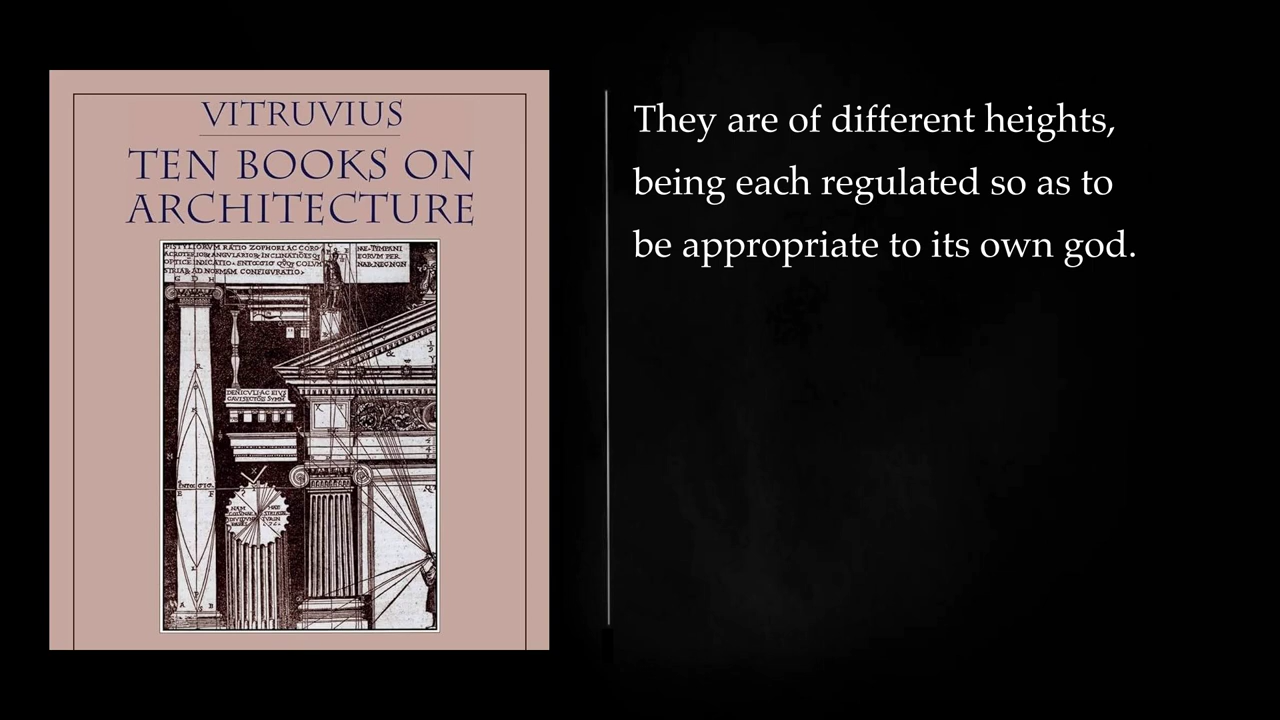 VITRUVIUS
TEN BOOKS ON
ARCHITECTURE
They are of different heights,
being each regulated so as to
be appropriate to its own god.